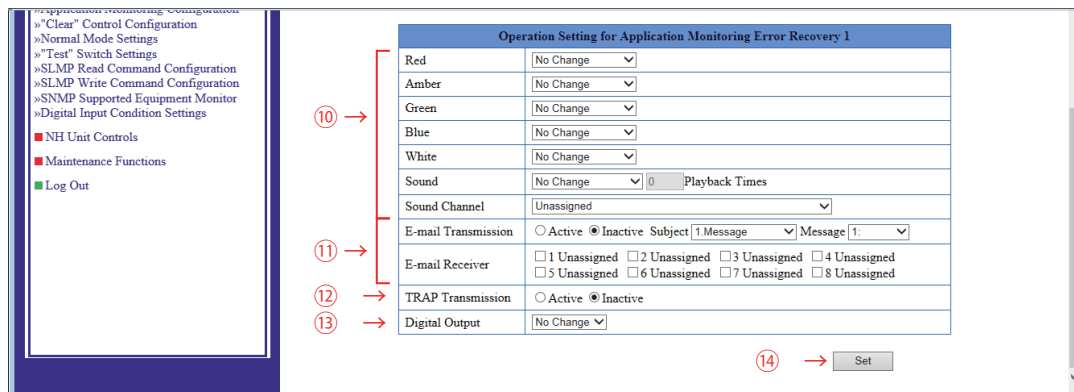 »"Clear" Control Configuration
»Normal Mode Settings
»"Test" Switch Settings
»SLMP Read Command Configuration
»SLMP Write Command Configuration
»SNMP Supported Equipment Monitor
»Digital Input Condition Settings
NH Unit Controls
Maintenance Functions
Log Out
Operation Setting for Application Monitoring Error Recovery 1
⑩ →
Red No Change
Amber No Change
Green No Change
Blue No Change
White No Change
Sound No Change 0 Playback Times
Sound Channel Unassigned
⑪ →
E-mail Transmission Active Inactive Subject 1.Message Message 1:
E-mail Receiver 1 Unassigned 2 Unassigned 3 Unassigned 4 Unassigned
5 Unassigned 6 Unassigned 7 Unassigned 8 Unassigned
⑫ → TRAP Transmission Active Inactive
⑬ → Digital Output No Change
⑭ → Set